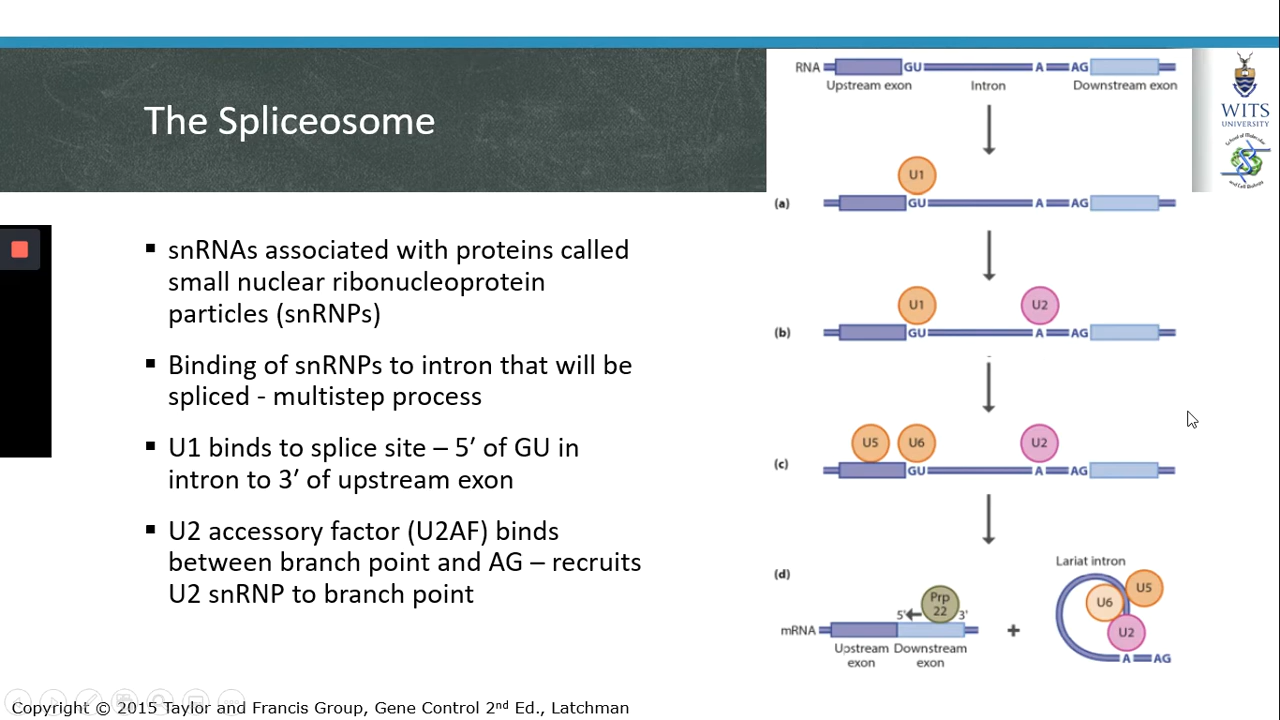 The Spliceosome
snRNAs associated with proteins called
small nuclear ribonucleoprotein
particles (snRNPs)
Binding of snRNPs to intron that will be
spliced - multistep process
U1 binds to splice site – 5′ of GU in
intron to 3′ of upstream exon
U2 accessory factor (U2AF) binds
between branch point and AG – recruits
U2 snRNP to branch point
RNA GU A AG
Upstream exon Intron Downstream exon
U1
(a) GU A AG
U1 U2
(b) GU A AG
U5 U6 U2
(c) GU A AG
(d)
Prp
22
5' 3'
mRNA
Upstream Downstream
exon exon
+
Lariat intron
U5
U6
U2
A AG
WITS
UNIVERSITY
School of Molecular
and Cell Biology
Copyright © 2015 Taylor and Francis Group, Gene Control 2nd Ed., Latchman